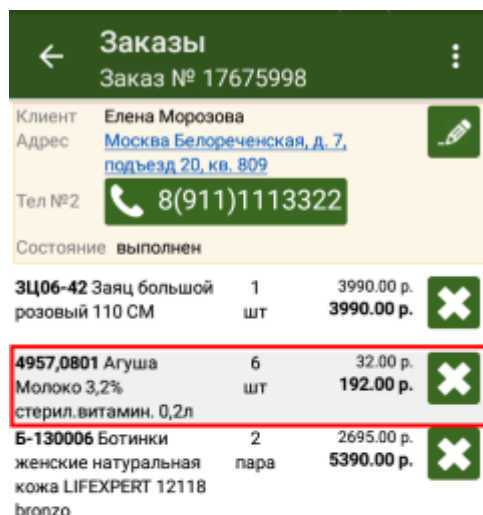 Заказы
Заказ № 17675998
Клиент Елена Морозова
Адрес Москва Белореченская, д. 7,
подъезд 20, кв. 809
Тел №2 8(911)1113322
Состояние выполнен
ЗЦ06-42 Заяц большой 1 3990.00 р.
розовый 110 СМ шт 3990.00 р.
4957,0801 Агуша 6 32.00 р.
Молоко 3,2% шт 192.00 р.
стерил.витамин. 0,2л
Б-130006 Ботинки 2 2695.00 р.
женские натуральная пара 5390.00 р.
кожа LIFEXPERT 12118
bronzo